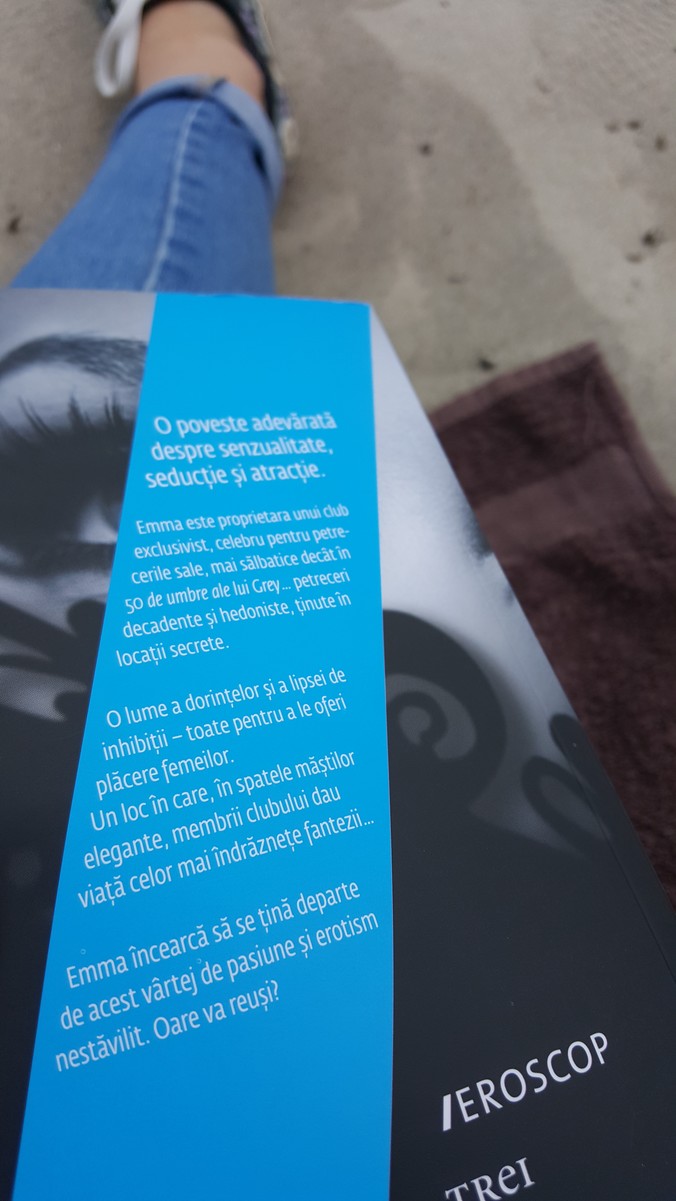 O poveste adevărată
despre senzualitate,
seducție și atracție.
Emma este proprietara unui club
exclusivist, celebru pentru petre-
cerile sale, mai sălbatice decât în
50 de umbre ale lui Grey... petreceri
decadente și hedoniste, ținute în
locații secrete.
O lume a dorințelor și a lipsei de
inhibiții – toate pentru a le oferi
plăcere femeilor.
Un loc în care, în spatele măștilor
elegante, membrii clubului dau
viață celor mai îndrăznețe fantezii...
Emma încearcă să se țină departe
de acest vârtej de pasiune și erotism
nestăvilit. Oare va reuși?
EROSCOP
TREI